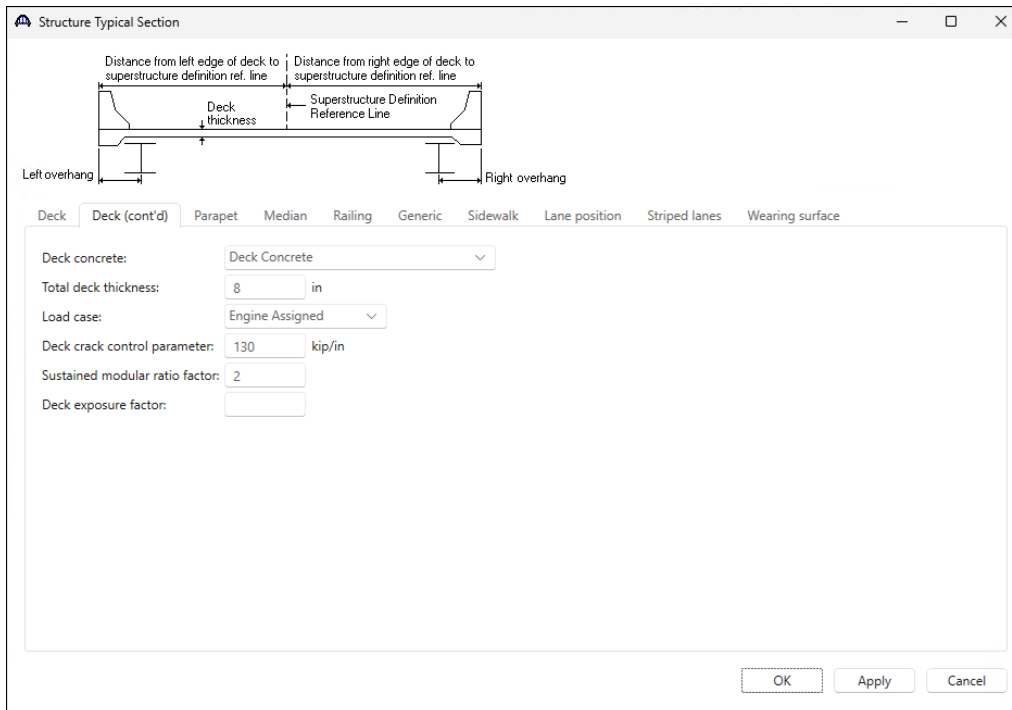 Structure Typical Section
Distance from left edge of deck to
superstructure definition ref. line
Distance from right edge of deck to
superstructure definition ref. line
Deck
thickness
Superstructure Definition
Reference Line
Left overhang
Right overhang
Deck Deck (cont'd) Parapet Median Railing Generic Sidewalk Lane position Striped lanes Wearing surface
Deck concrete: Deck Concrete
Total deck thickness: 8 in
Load case: Engine Assigned
Deck crack control parameter: 130 kip/in
Sustained modular ratio factor: 2
Deck exposure factor:
OK Apply Cancel